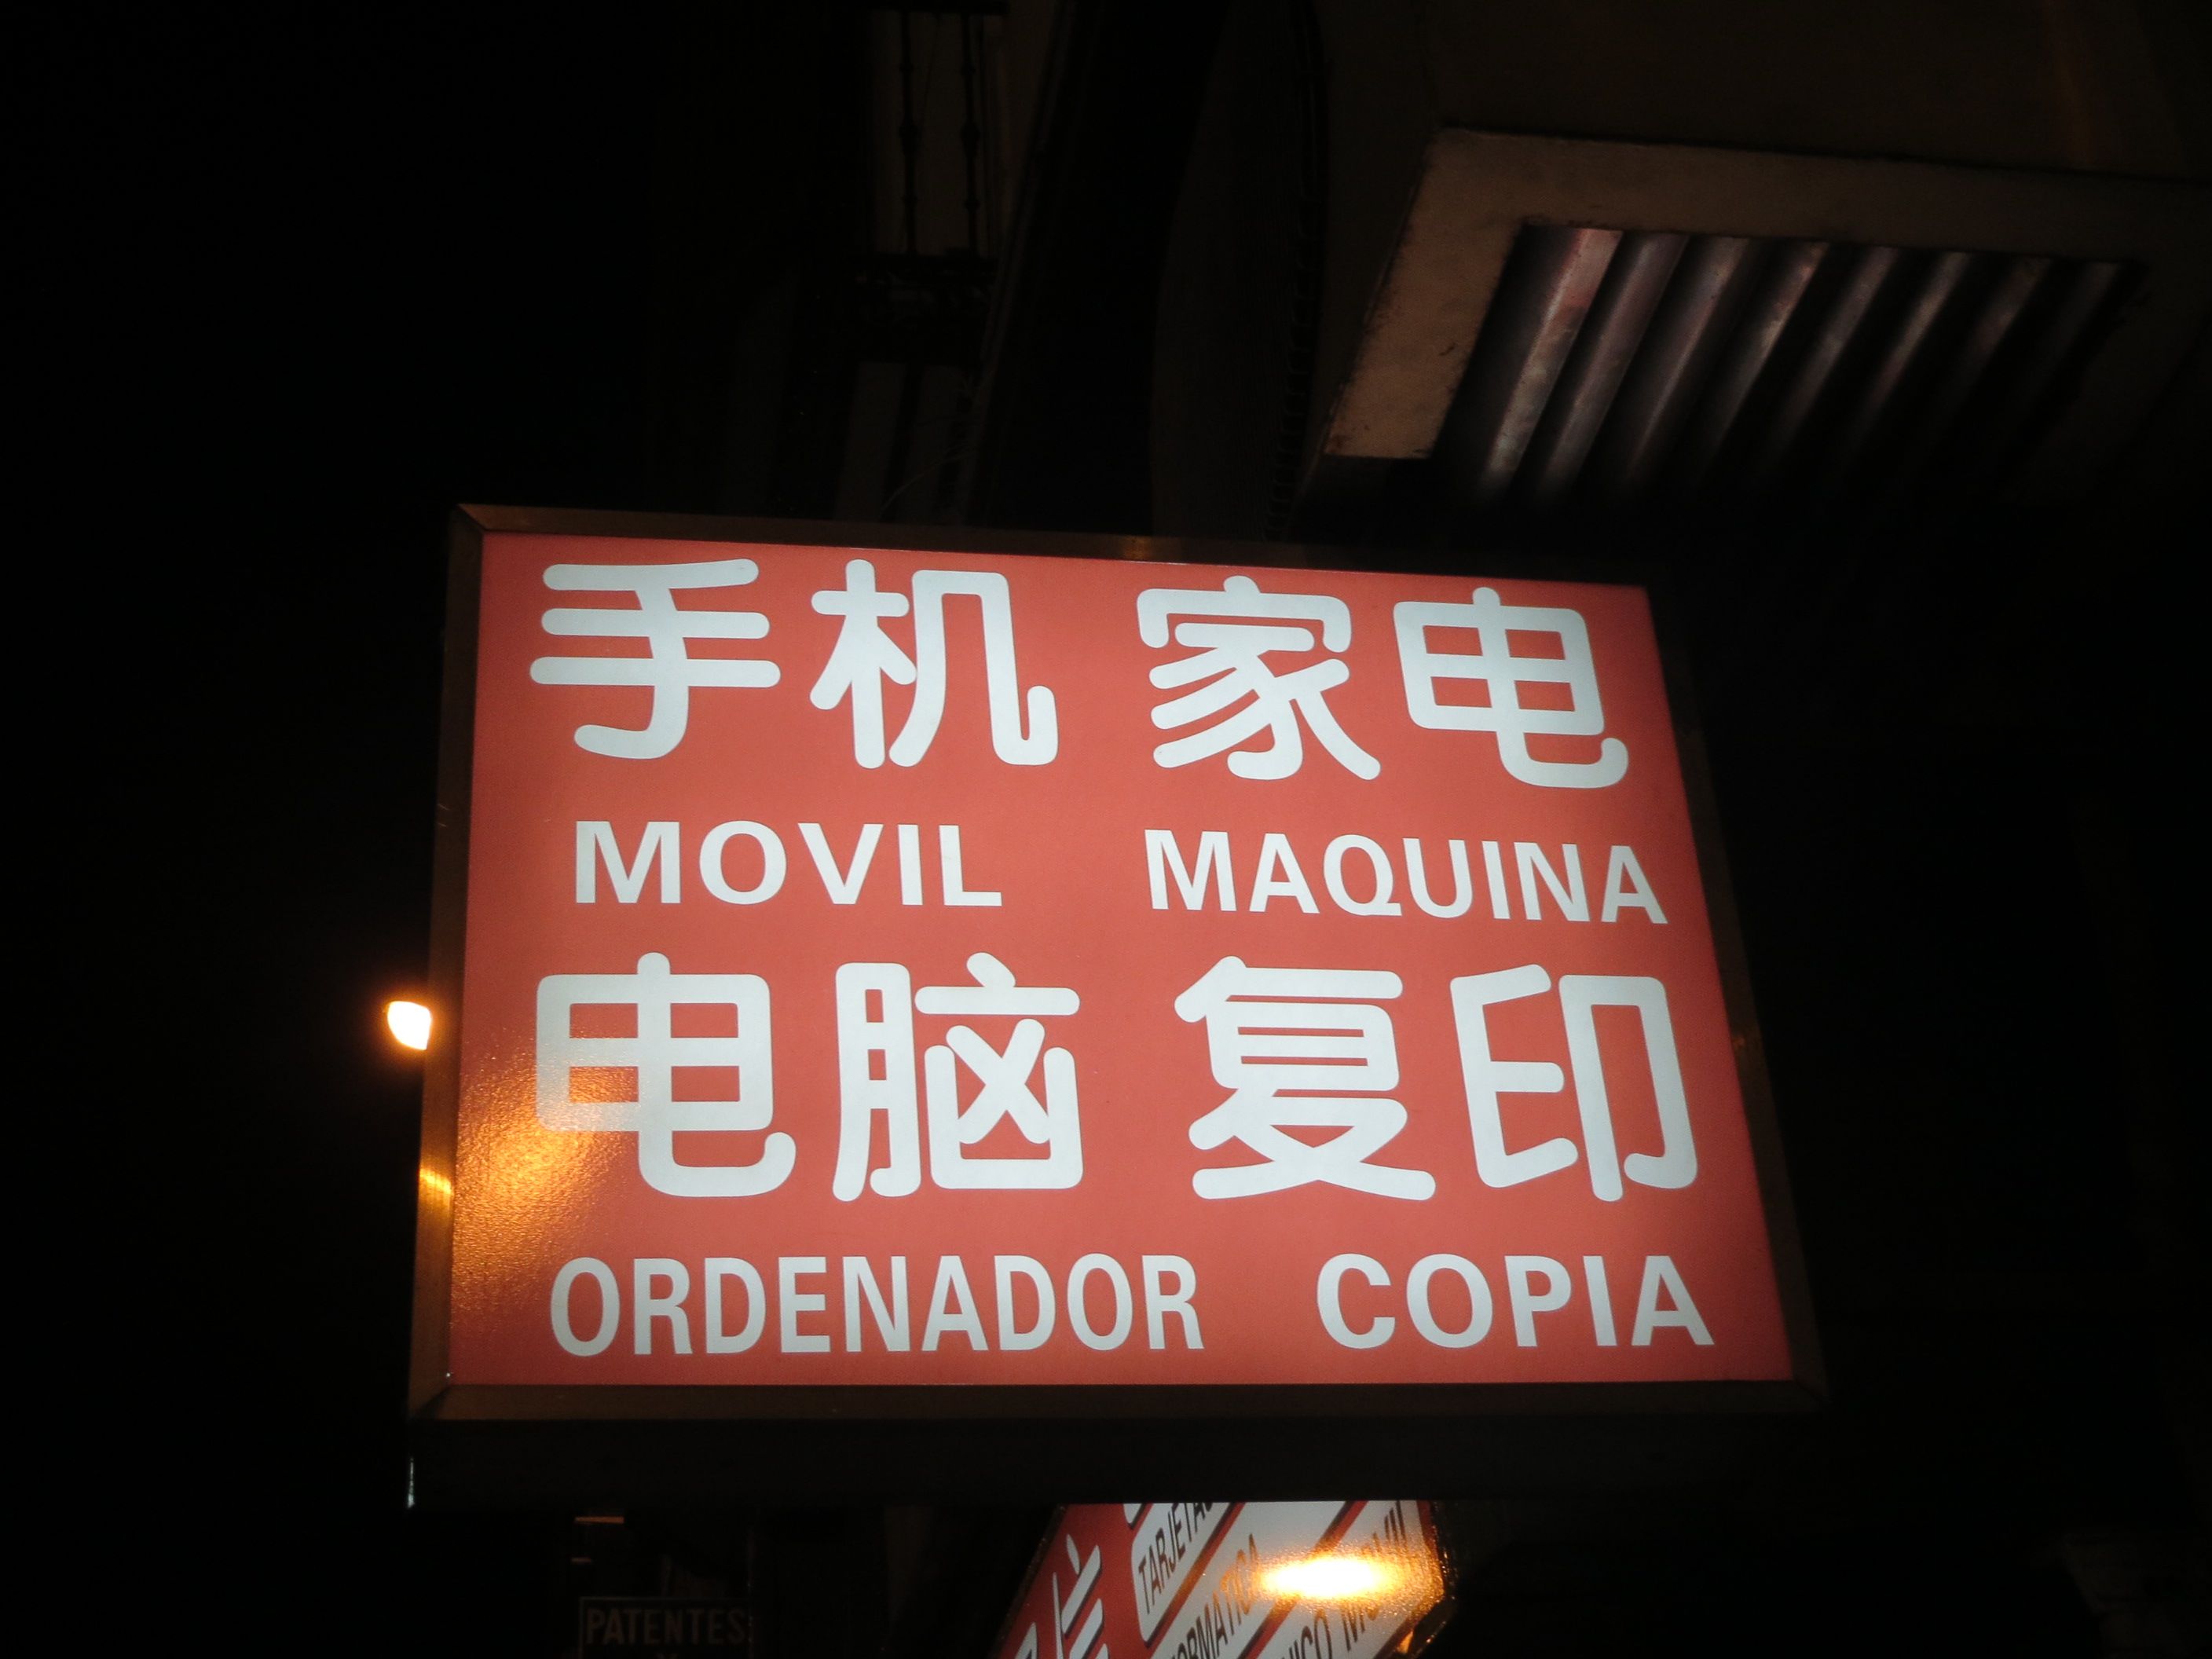 手机 家电
MOVIL MAQUINA
电脑 复印
ORDENADOR COPIA
PATENTES